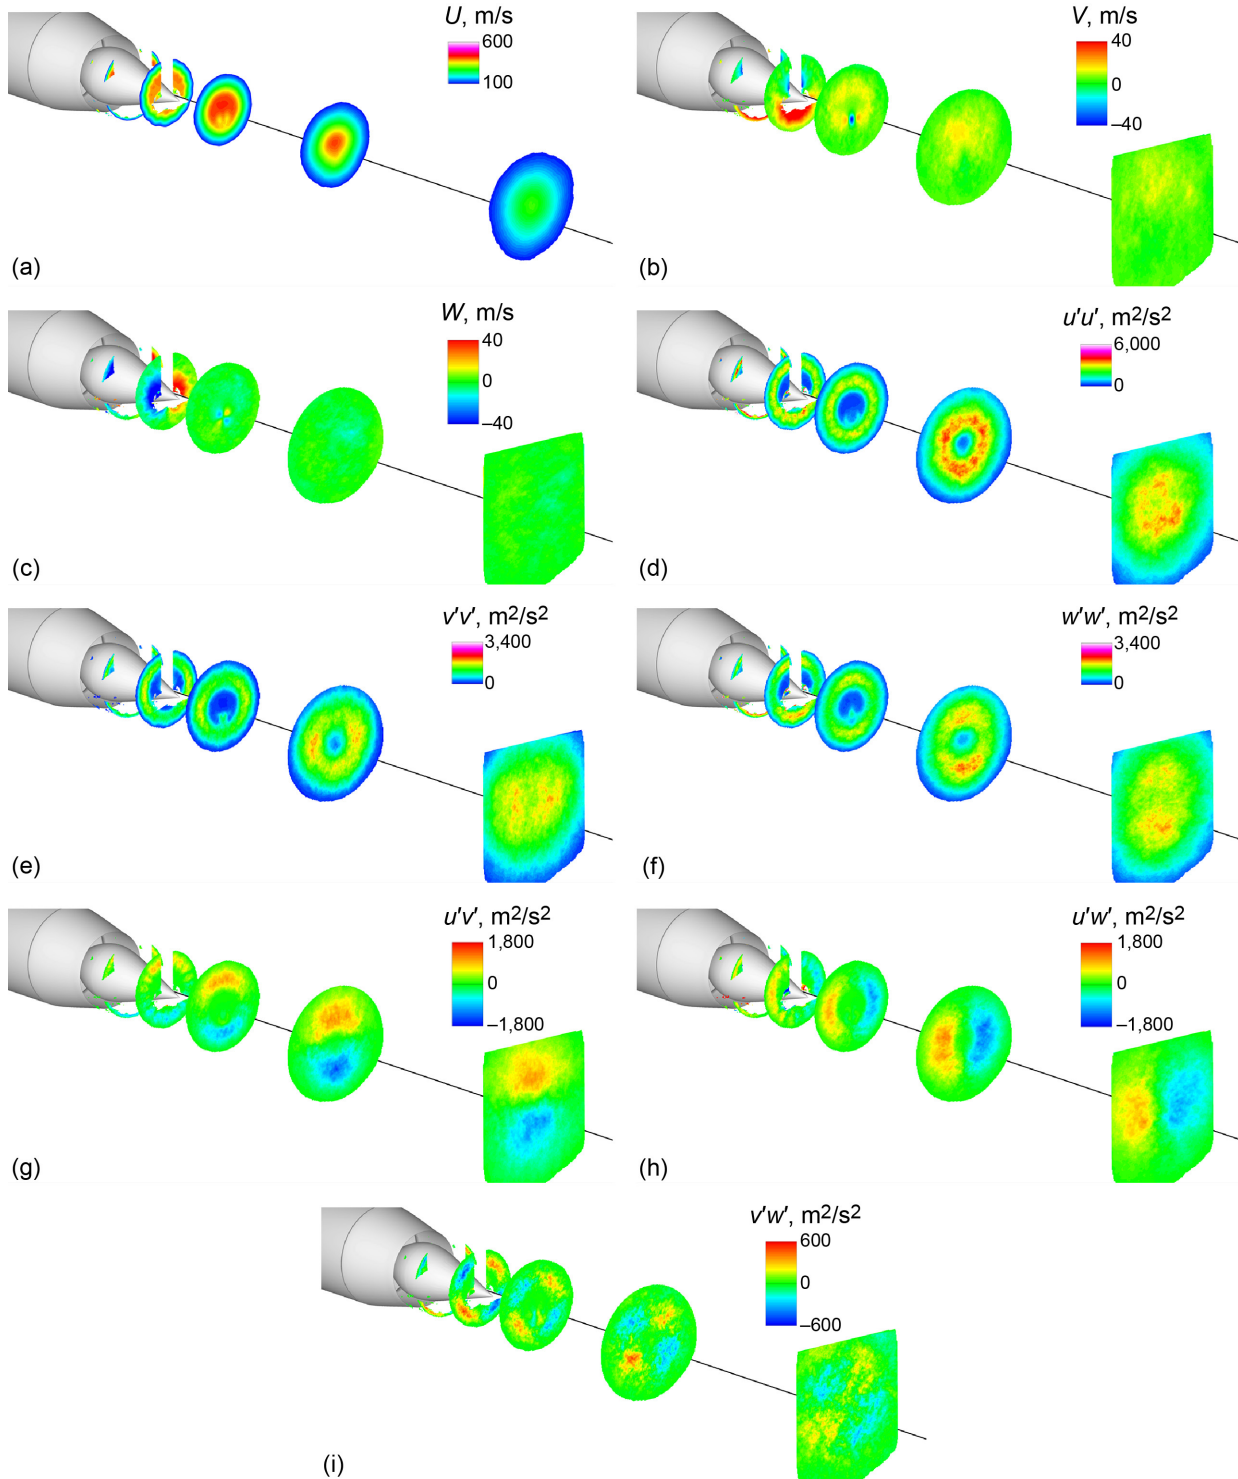 U, m/s
600
100
(a)
V, m/s
40
0
–40
(b)
W, m/s
40
0
–40
(c)
u'u', m2/s2
6,000
0
(d)
v'v', m2/s2
3,400
0
(e)
w'w', m2/s2
3,400
0
(f)
u'v', m2/s2
1,800
0
–1,800
(g)
u'w', m2/s2
1,800
0
–1,800
(h)
v'w', m2/s2
600
0
–600
(i)